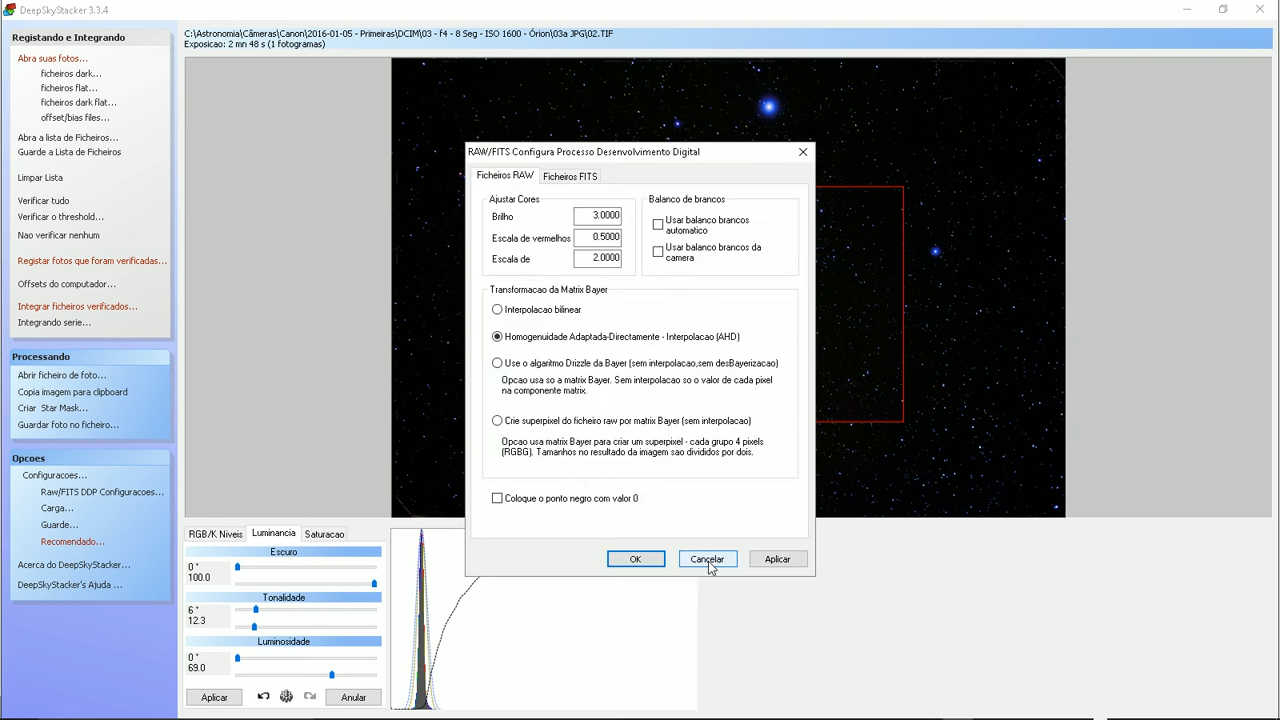 DeepSkyStacker 3.3.4
Registando e Integrando
Abra suas fotos...
ficheiros dark...
ficheiros flat...
ficheiros dark flat...
offset/bias files...
Abra a lista de Ficheiros...
Guarde a Lista de Ficheiros
Limpar Lista
Verificar tudo
Verificar o threshold...
Nao verificar nenhum
Registar fotos que foram verificadas...
Offsets do computador...
Integrar ficheiros verificados...
Integrando serie...
Processando
Abrir ficheiro de foto...
Copia imagem para clipboard
Criar Star Mask...
Guardar foto no ficheiro...
Opcoes
Configuracoes...
Raw/FITS DDP Configuracoes...
Carga...
Guarde...
Recomendado...
Acerca do DeepSkyStacker...
DeepSkyStacker's Ajuda ...
C:\Astronomia\Câmeras\Canon\2016-01-05 - Primeiras\DCIM\03 - f4 - 8 Seg - ISO 1600 - Órion\03a JPG\02.TIF
Exposicao: 2 mn 48 s (1 fotogramas)
RAW/FITS Configura Processo Desenvolvimento Digital
Ficheiros RAW
Ficheiros FITS
Ajustar Cores
Brilho 3.0000
Escala de vermelhos 0.5000
Escala de 2.0000
Balanco de brancos
Usar balanco brancos
automatico
Usar balanco brancos da
camera
Transformacao da Matrix Bayer
Interpolacao bilinear
Homogenuidade Adaptada-Directamente - Interpolacao (AHD)
Use o algaritmo Drizzle da Bayer (sem interpolacao,sem desBayerizacao)
Opcao usa so a matrix Bayer. Sem interpolacao so o valor de cada pixel
na componente matrix.
Crie superpixel do ficheiro raw por matrix Bayer (sem interpolacao)
Opcao usa matrix Bayer para criar um superpixel - cada grupo 4 pixels
(RGBG). Tamanhos no resultado da imagem sao divididos por dois.
Coloque o ponto negro com valor 0
OK
Cancelar
Aplicar
RGB/K Niveis
Luminancia
Saturacao
Escuro
0 °
100.0
Tonalidade
6 °
12.3
Luminosidade
0 °
69.0
Aplicar
Anular